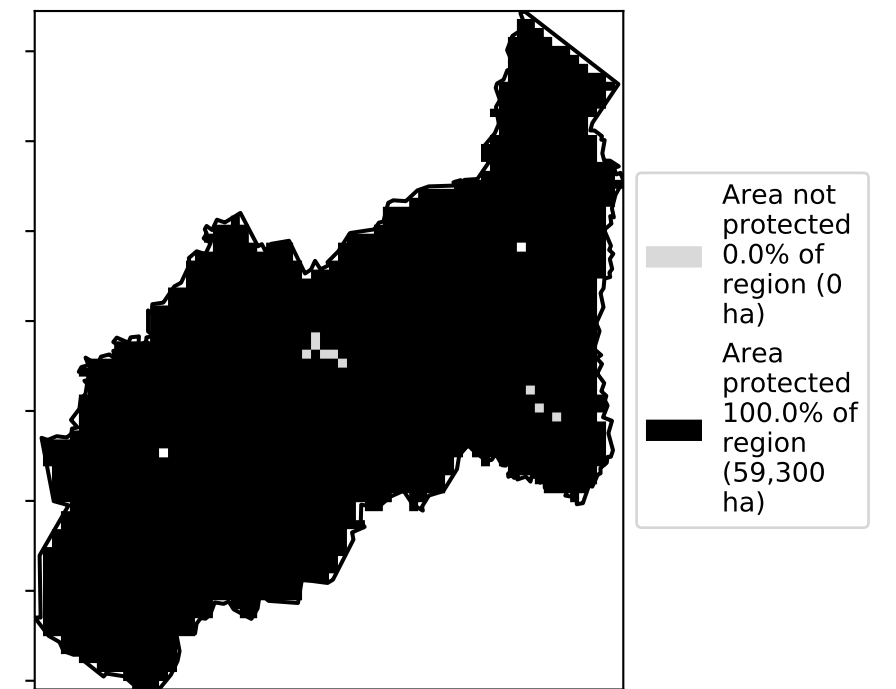 Area not
protected
0.0% of
region (0
ha)
Area
protected
100.0% of
region
(59,300
ha)